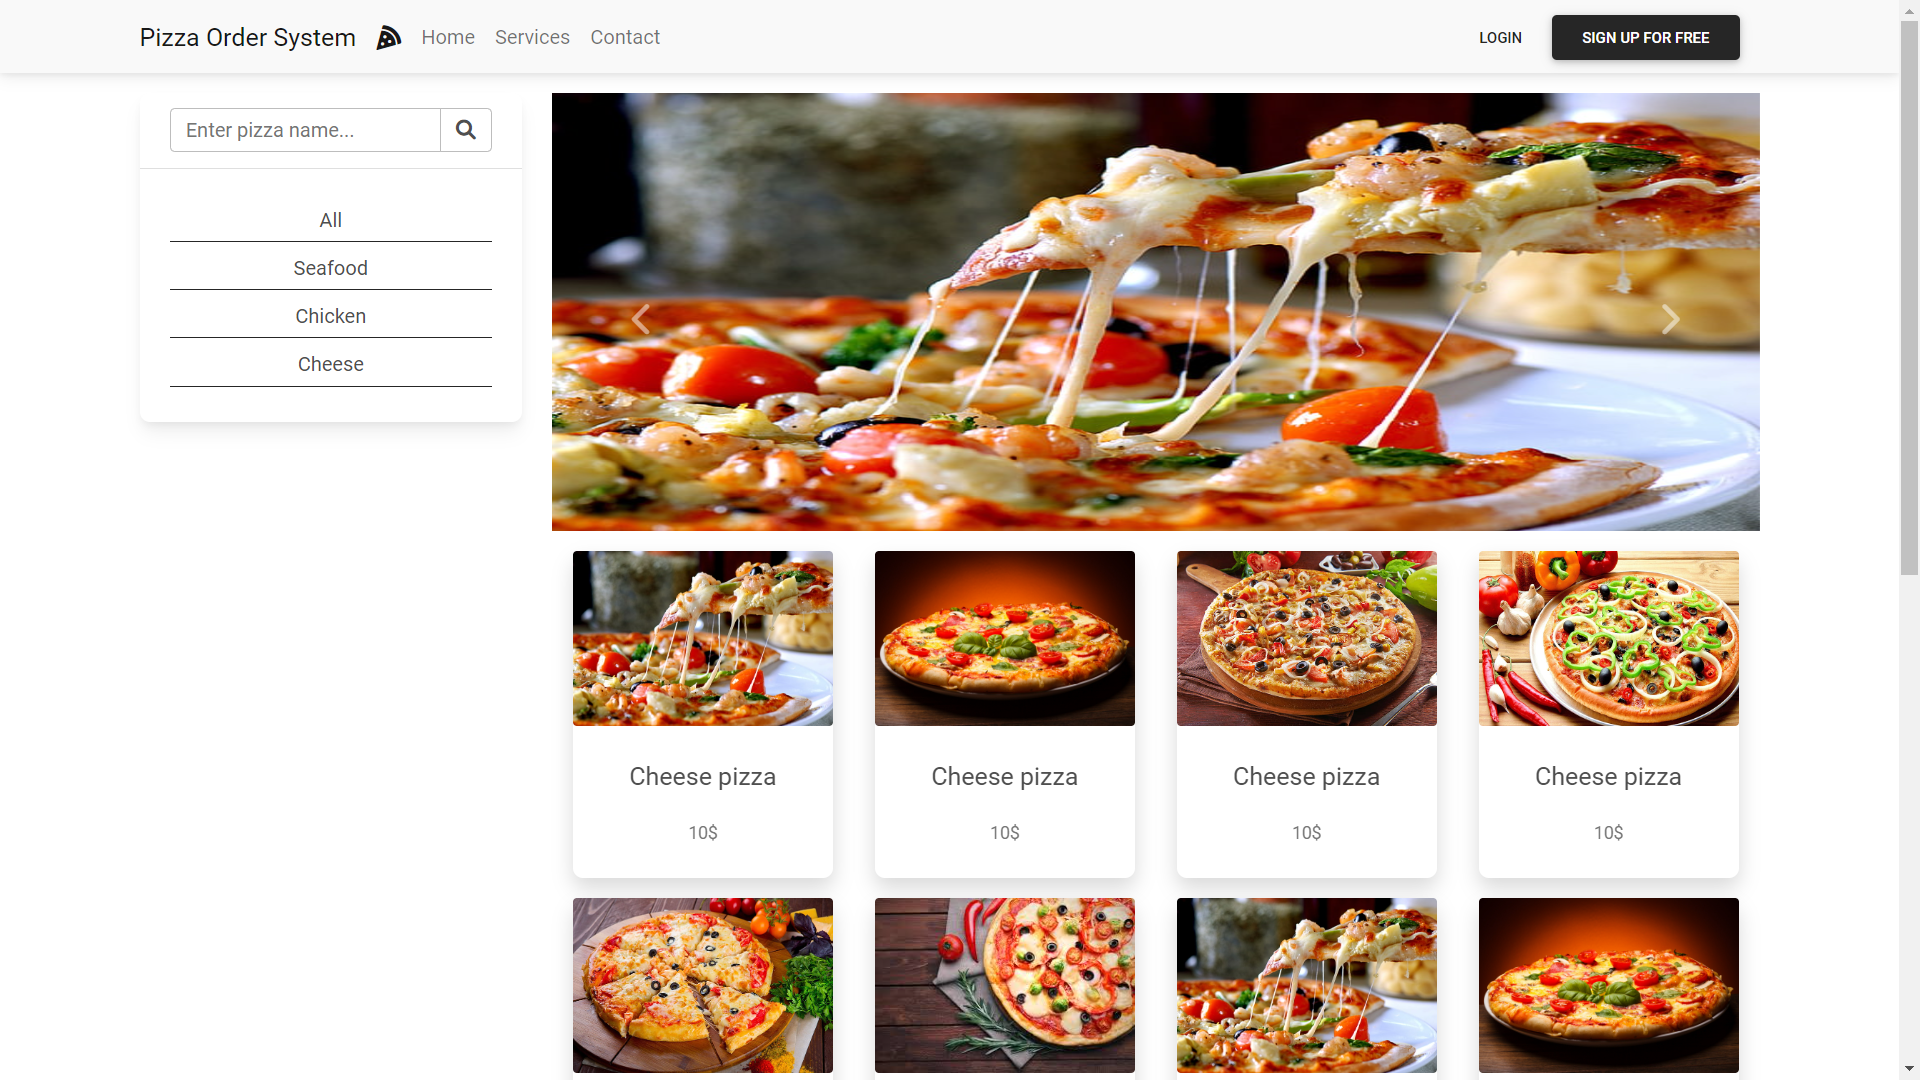 Pizza Order System Home Services Contact LOGIN SIGN UP FOR FREE
Enter pizza name...
All
Seafood
Chicken
Cheese
Cheese pizza
10$
Cheese pizza
10$
Cheese pizza
10$
Cheese pizza
10$